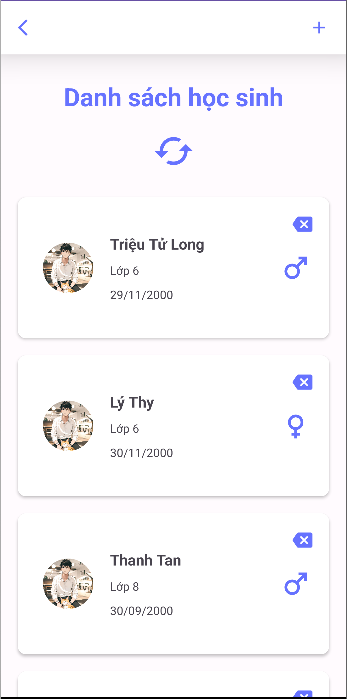 Danh sách học sinh
Triệu Tử Long
Lớp 6
29/11/2000
Lý Thy
Lớp 6
30/11/2000
Thanh Tan
Lớp 8
30/09/2000